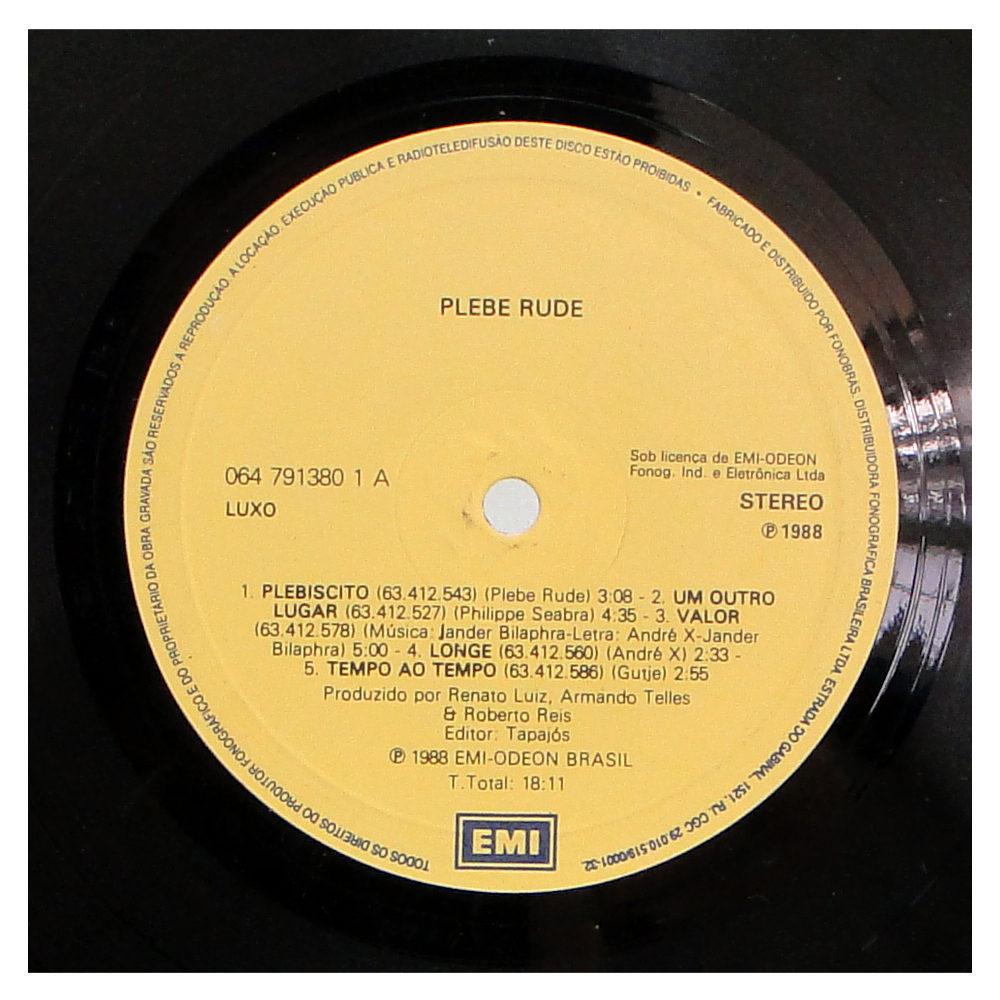 TODOS OS DIREITOS DO PRODUTOR FONOGRÁFICO E DO PROPRIETÁRIO DA OBRA GRAVADA SÃO RESERVADOS A REPRODUÇÃO. A LOCAÇÃO. EXECUÇÃO PÚBLICA E RADIOTELEDIFUSÃO DESTE DISCO ESTÃO PROIBIDAS • FABRICADO E DISTRIBUIDO POR FONOBRÁS. DISTRIBUIDORA FONOGRAFICA BRASILEIRA LTDA. ESTRADA DO GABINAL, 1521. RJ. CGC 29.010.519/0001-32
PLEBE RUDE
064 791380 1 A
LUXO
Sob licença de EMI-ODEON
Fonog. Ind. e Eletrônica Ltda
STEREO
℗ 1988
1. PLEBISCITO (63.412.543) (Plebe Rude) 3:08 - 2. UM OUTRO
LUGAR (63.412.527) (Philippe Seabra) 4:35 - 3. VALOR
(63.412.578) (Música: Jander Bilaphra-Letra: André X-Jander
Bilaphra) 5:00 - 4. LONGE (63.412.560) (André X) 2:33 -
5. TEMPO AO TEMPO (63.412.586) (Gutje) 2:55
Produzido por Renato Luiz, Armando Telles
& Roberto Reis
Editor: Tapajós
℗ 1988 EMI-ODEON BRASIL
T.Total: 18:11
EMI